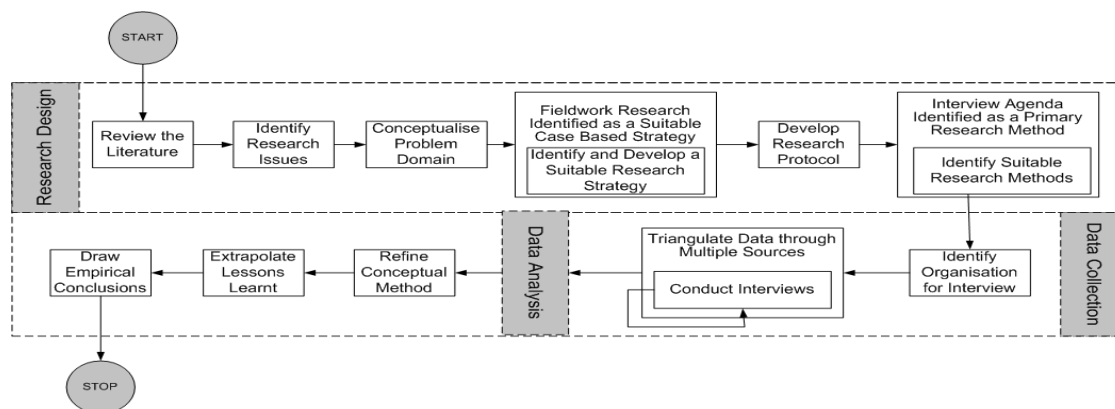 START
Research Design
Review the
Literature
Identify
Research
Issues
Conceptualise
Problem
Domain
Fieldwork Research
Identified as a Suitable
Case Based Strategy
Identify and Develop a
Suitable Research
Strategy
Develop
Research
Protocol
Interview Agenda
Identified as a Primary
Research Method
Identify Suitable
Research Methods
Data Collection
Identify
Organisation
for Interview
Triangulate Data through
Multiple Sources
Conduct Interviews
Data Analysis
Refine
Conceptual
Method
Extrapolate
Lessons
Learnt
Draw
Empirical
Conclusions
STOP